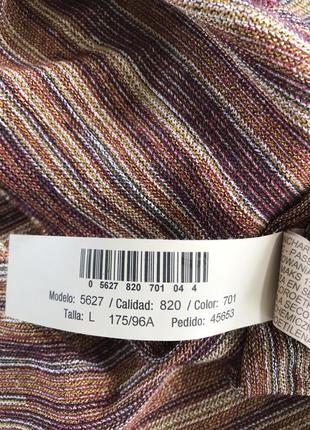 0 5627 820 701 04 4
Modelo: 5627 / Calidad: 820 / Color: 701
Talla: L 175/96A Pedido: 45653